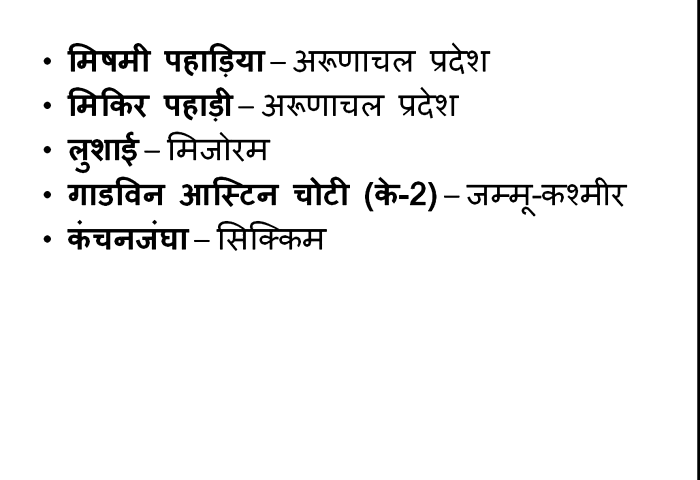 • मिषमी पहाड़िया – अरूणाचल प्रदेश
• मिकिर पहाड़ी – अरूणाचल प्रदेश
• लुशाई – मिजोरम
• गाडविन आस्टिन चोटी (के-2) – जम्मू-कश्मीर
• कंचनजंघा – सिक्किम